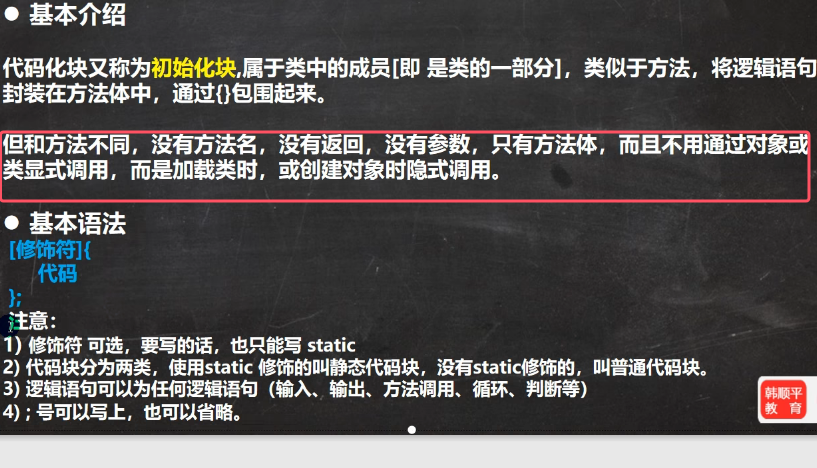 ● 基本介绍
代码化块又称为初始化块,属于类中的成员[即 是类的一部分]，类似于方法，将逻辑语句
封装在方法体中，通过{}包围起来。
但和方法不同，没有方法名，没有返回，没有参数，只有方法体，而且不用通过对象或
类显式调用，而是加载类时，或创建对象时隐式调用。
● 基本语法
[修饰符]{
代码
};
注意：
1) 修饰符 可选，要写的话，也只能写 static
2) 代码块分为两类，使用static 修饰的叫静态代码块，没有static修饰的，叫普通代码块。
3) 逻辑语句可以为任何逻辑语句（输入、输出、方法调用、循环、判断等）
4) ; 号可以写上，也可以省略。
韩顺平
教 育